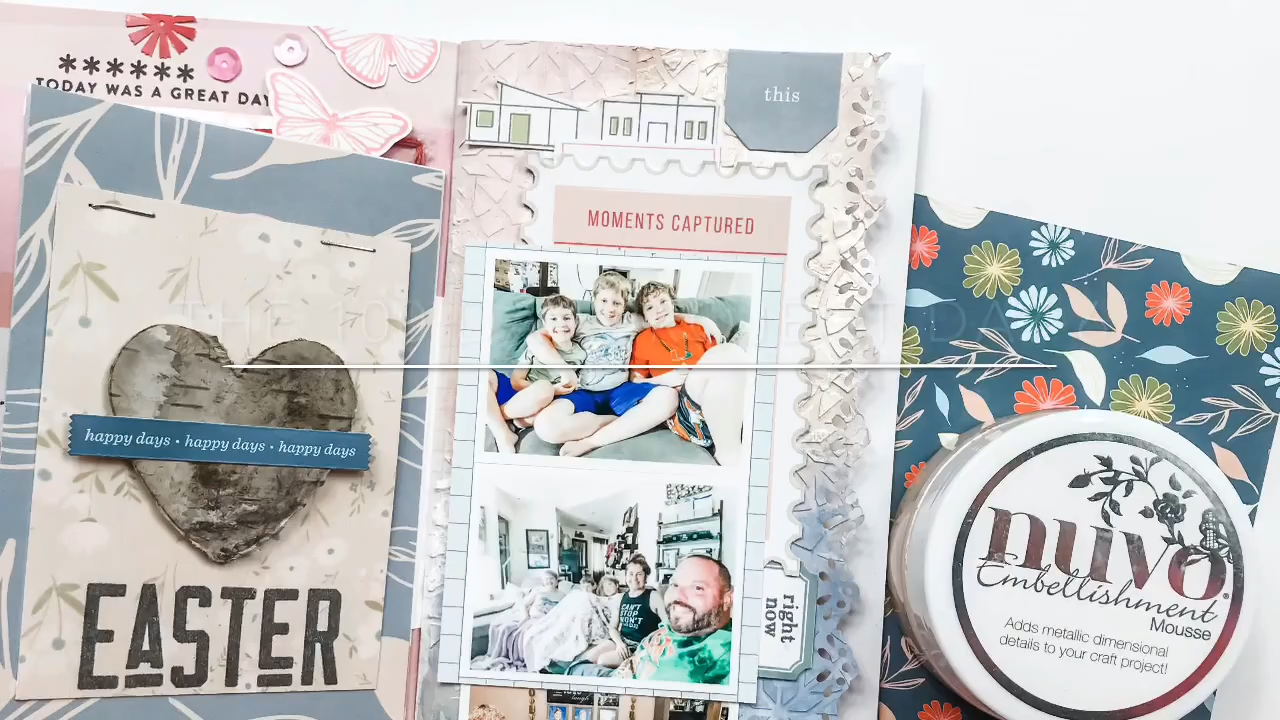 ******
TODAY WAS A GREAT DAY
this
MOMENTS CAPTURED
happy days • happy days • happy days
EASTER
CAN'T
STOP
WON'T
right
now
nuvo
Embellishment
Mousse
Adds metallic dimensional
details to your craft project!